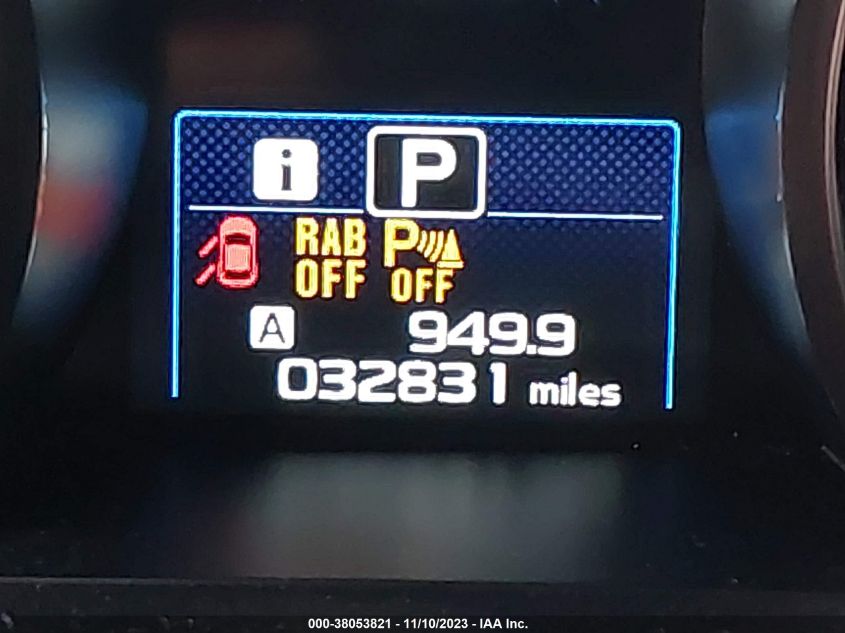 i P
RAB P
OFF OFF
A 949.9
032831 miles
000-38053821 - 11/10/2023 - IAA Inc.